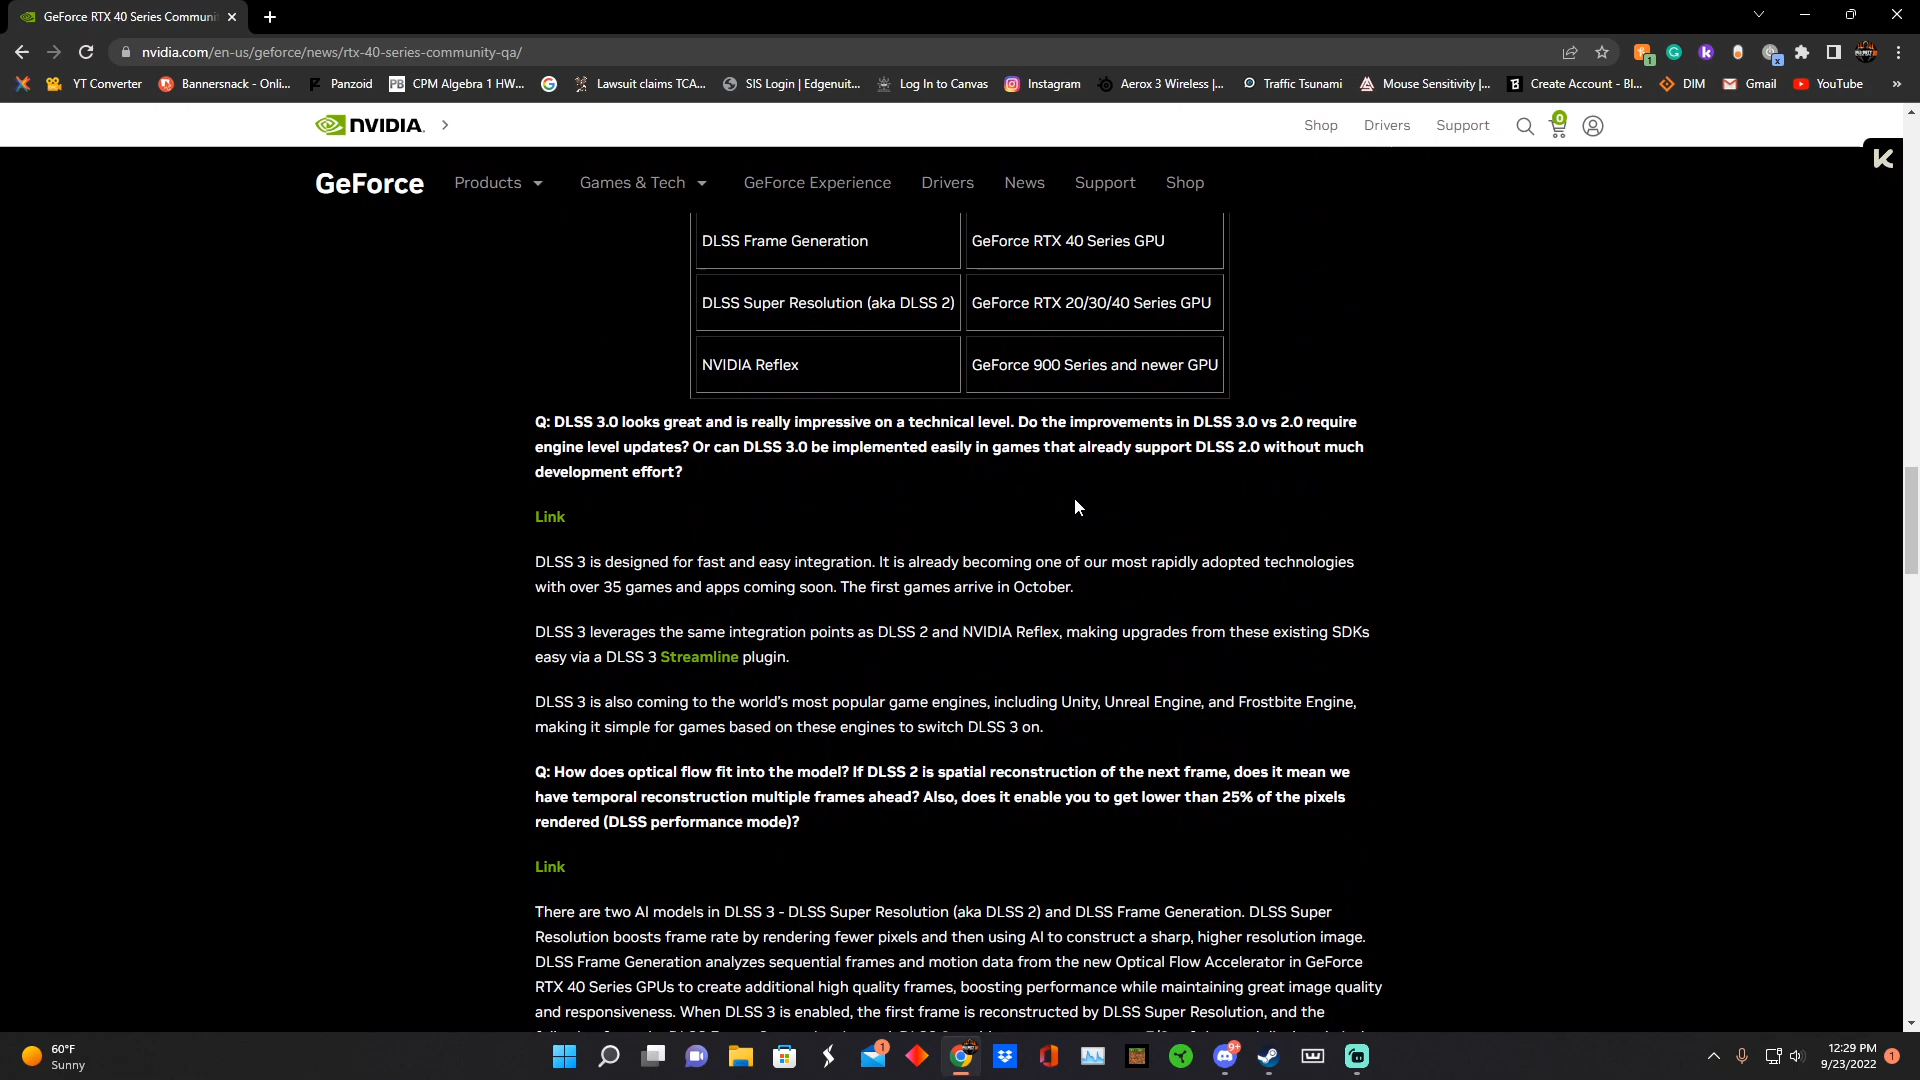 GeForce RTX 40 Series Communi
nvidia.com/en-us/geforce/news/rtx-40-series-community-qa/
1
x
YT Converter
Bannersnack - Onli...
Panzoid
PB CPM Algebra 1 HW...
Lawsuit claims TCA...
SIS Login | Edgenuit...
Log In to Canvas
Instagram
Aerox 3 Wireless |...
Traffic Tsunami
Mouse Sensitivity |...
Create Account - Bl...
DIM
Gmail
YouTube
»
NVIDIA.
Shop Drivers Support 0
K
GeForce Products Games & Tech GeForce Experience Drivers News Support Shop
DLSS Frame Generation GeForce RTX 40 Series GPU
DLSS Super Resolution (aka DLSS 2) GeForce RTX 20/30/40 Series GPU
NVIDIA Reflex GeForce 900 Series and newer GPU
Q: DLSS 3.0 looks great and is really impressive on a technical level. Do the improvements in DLSS 3.0 vs 2.0 require
engine level updates? Or can DLSS 3.0 be implemented easily in games that already support DLSS 2.0 without much
development effort?
Link
DLSS 3 is designed for fast and easy integration. It is already becoming one of our most rapidly adopted technologies
with over 35 games and apps coming soon. The first games arrive in October.
DLSS 3 leverages the same integration points as DLSS 2 and NVIDIA Reflex, making upgrades from these existing SDKs
easy via a DLSS 3 Streamline plugin.
DLSS 3 is also coming to the world's most popular game engines, including Unity, Unreal Engine, and Frostbite Engine,
making it simple for games based on these engines to switch DLSS 3 on.
Q: How does optical flow fit into the model? If DLSS 2 is spatial reconstruction of the next frame, does it mean we
have temporal reconstruction multiple frames ahead? Also, does it enable you to get lower than 25% of the pixels
rendered (DLSS performance mode)?
Link
There are two AI models in DLSS 3 - DLSS Super Resolution (aka DLSS 2) and DLSS Frame Generation. DLSS Super
Resolution boosts frame rate by rendering fewer pixels and then using AI to construct a sharp, higher resolution image.
DLSS Frame Generation analyzes sequential frames and motion data from the new Optical Flow Accelerator in GeForce
RTX 40 Series GPUs to create additional high quality frames, boosting performance while maintaining great image quality
and responsiveness. When DLSS 3 is enabled, the first frame is reconstructed by DLSS Super Resolution, and the
60°F
Sunny
1
9+
12:29 PM
9/23/2022
1